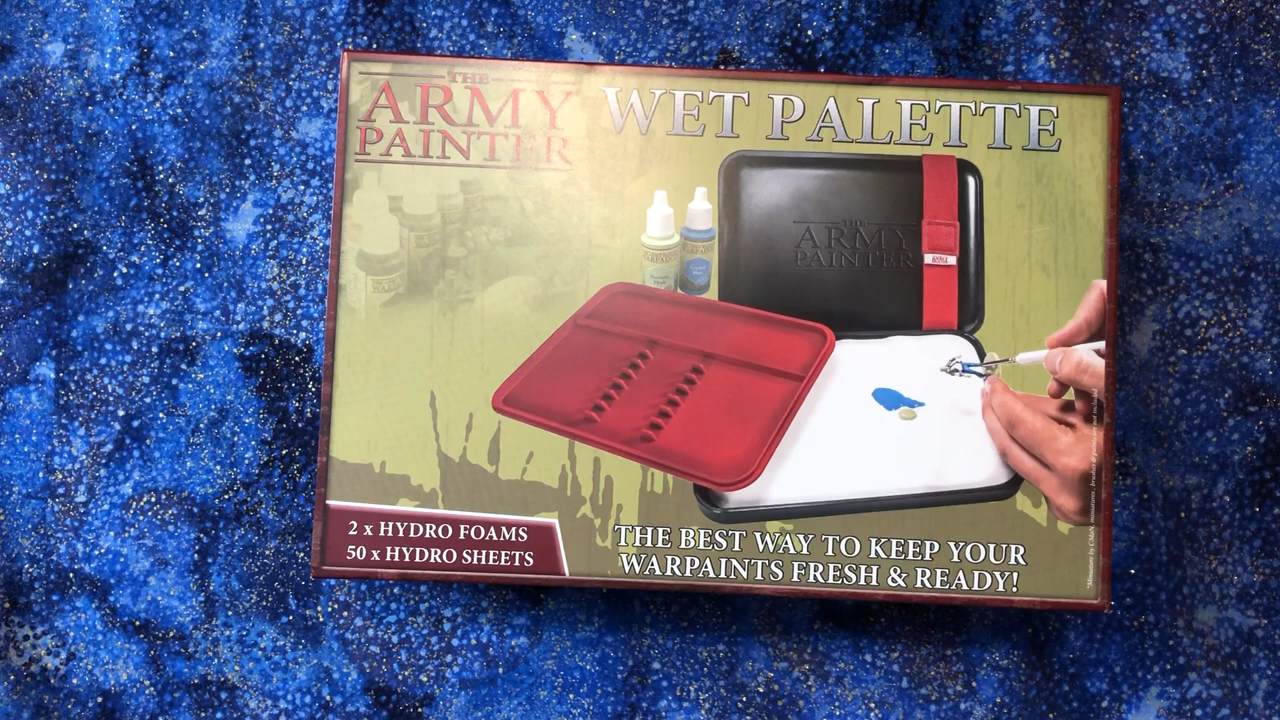 THE
ARMY
PAINTER
WET PALETTE
THE
ARMY
PAINTER
WARPAINTS
2 x HYDRO FOAMS
50 x HYDRO SHEETS
THE BEST WAY TO KEEP YOUR
WARPAINTS FRESH & READY!